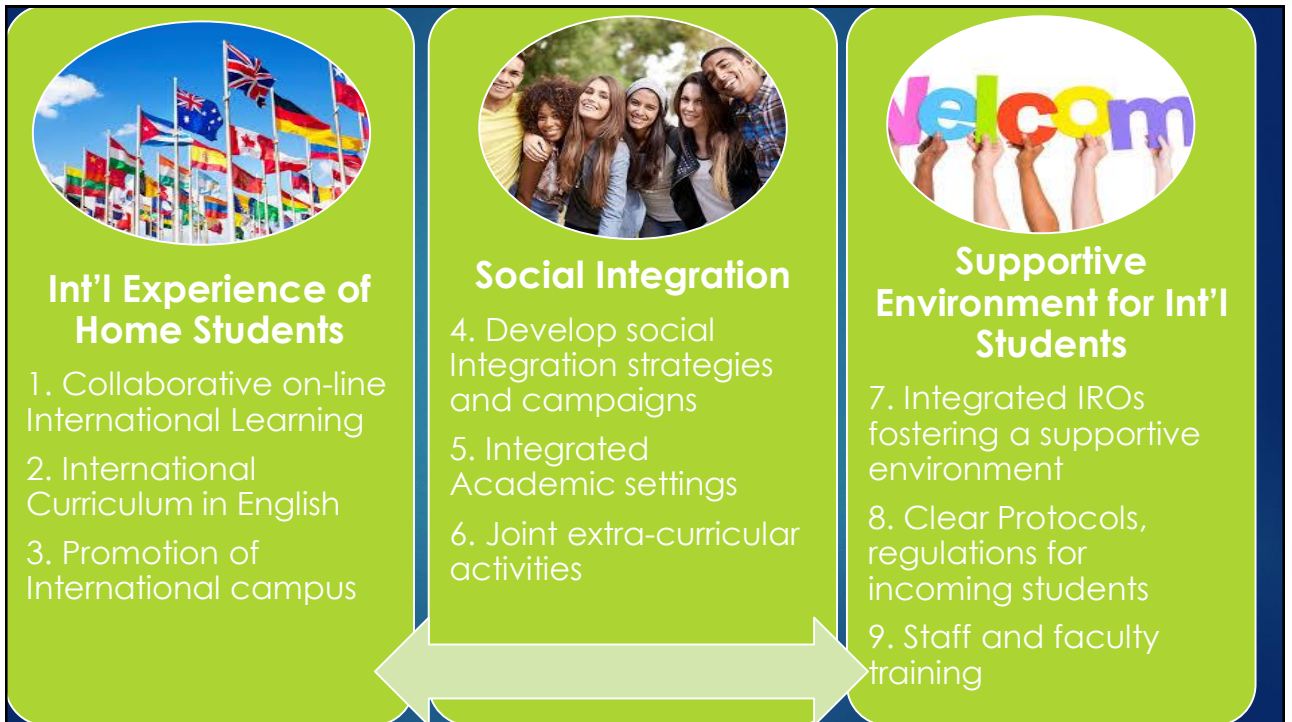 Int'l Experience of
Home Students
1. Collaborative on-line
International Learning
2. International
Curriculum in English
3. Promotion of
International campus
Social Integration
4. Develop social
Integration strategies
and campaigns
5. Integrated
Academic settings
6. Joint extra-curricular
activities
Welcom
Supportive
Environment for Int'l
Students
7. Integrated IROs
fostering a supportive
environment
8. Clear Protocols,
regulations for
incoming students
9. Staff and faculty
training